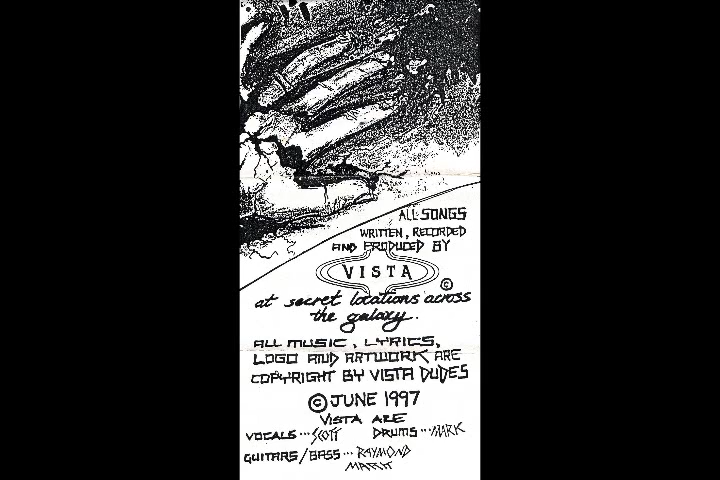 ALL SONGS
WRITTEN, RECORDED
AND PRODUCED BY
VISTA
©
at secret locations across
the galaxy.
ALL MUSIC, LYRICS,
LOGO AND ARTWORK ARE
COPYRIGHT BY VISTA DUDES
© JUNE 1997
VISTA ARE
VOCALS ... SCOTT DRUMS ... MARK
GUITARS/BASS ... RAYMOND